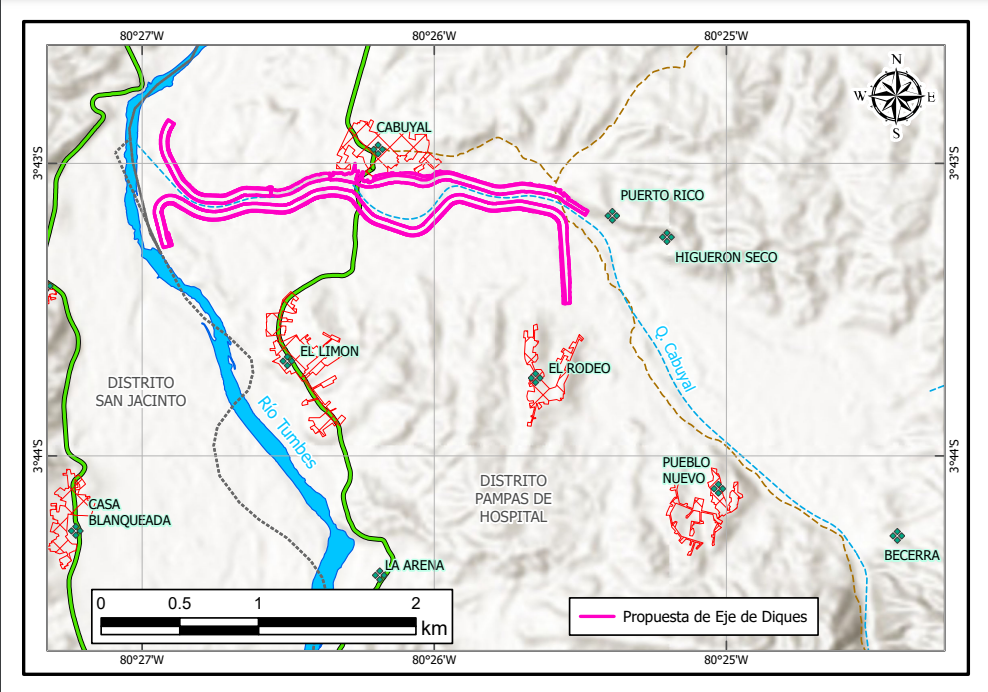 80°27'W
80°26'W
80°25'W
N
W
E
S
CABUYAL
3°43'S
3°43'S
PUERTO RICO
HIGUERON SECO
EL LIMON
Q. Cabuyal
EL RODEO
DISTRITO
SAN JACINTO
Río Tumbes
3°44'S
3°44'S
PUEBLO
NUEVO
DISTRITO
PAMPAS DE
HOSPITAL
CASA
BLANQUEADA
BECERRA
LA ARENA
0
0.5
1
2
km
Propuesta de Eje de Diques
80°27'W
80°26'W
80°25'W